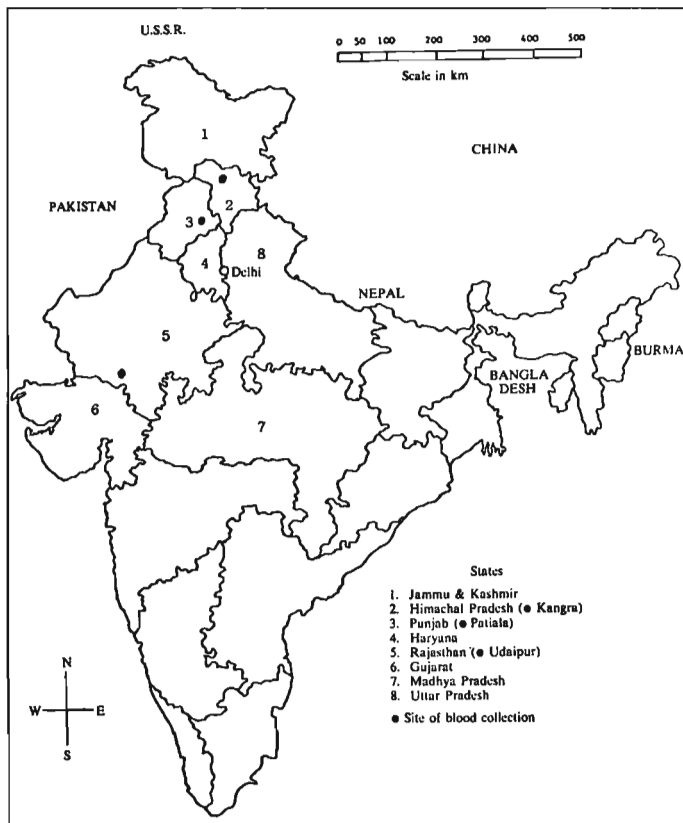 U.S.S.R.
0 50 100 200 300 400 500
Scale in km
1
CHINA
2
PAKISTAN
3
8
4
Delhi
NEPAL
5
BURMA
BANGLA
DESH
6
7
States
1. Jammu & Kashmir
2. Himachal Pradesh (● Kangra)
3. Punjab (● Patiala)
4. Haryana
5. Rajasthan (● Udaipur)
6. Gujarat
7. Madhya Pradesh
8. Uttar Pradesh
● Site of blood collection
N
W E
S